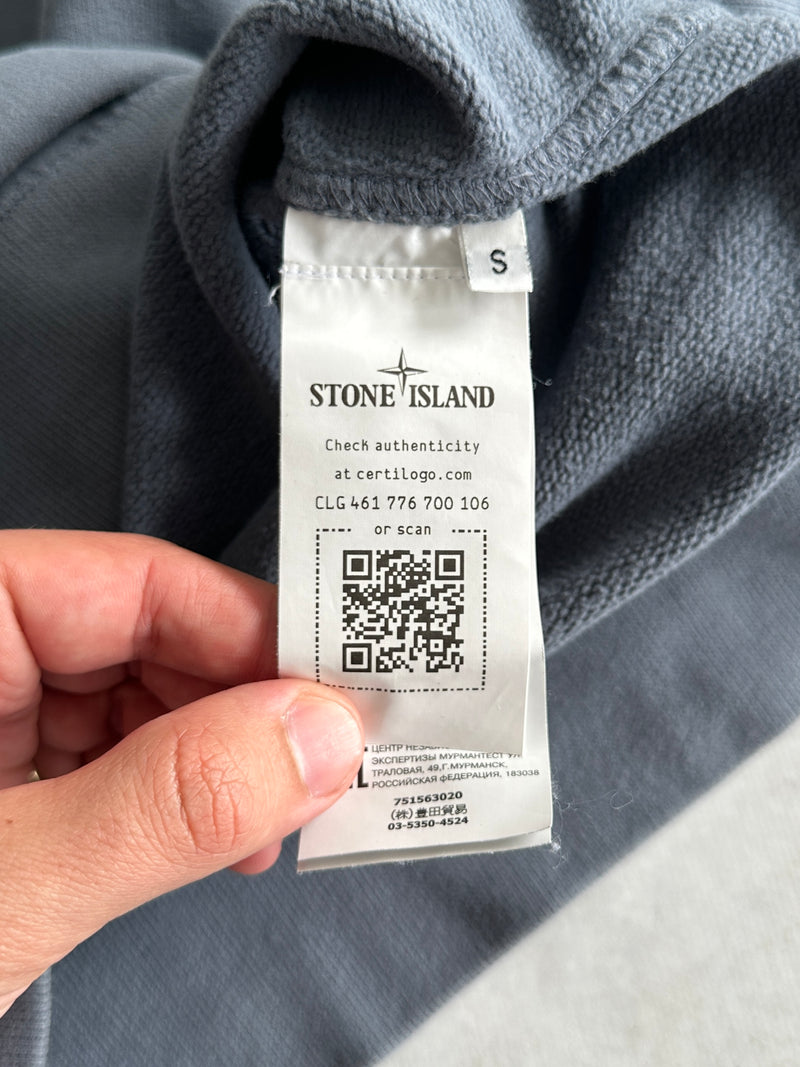 S
STONE ISLAND
Check authenticity
at certilogo.com
CLG 461 776 700 106
or scan
ЦЕНТР
ЭКСПЕРТИЗЫ МУРМАНТЕСТ УЛ
ТРАЛОВАЯ, 49,Г.МУРМАНСК,
РОССИЙСКАЯ ФЕДЕРАЦИЯ, 183038
751563020
(株)豊田貿易
03-5350-4524